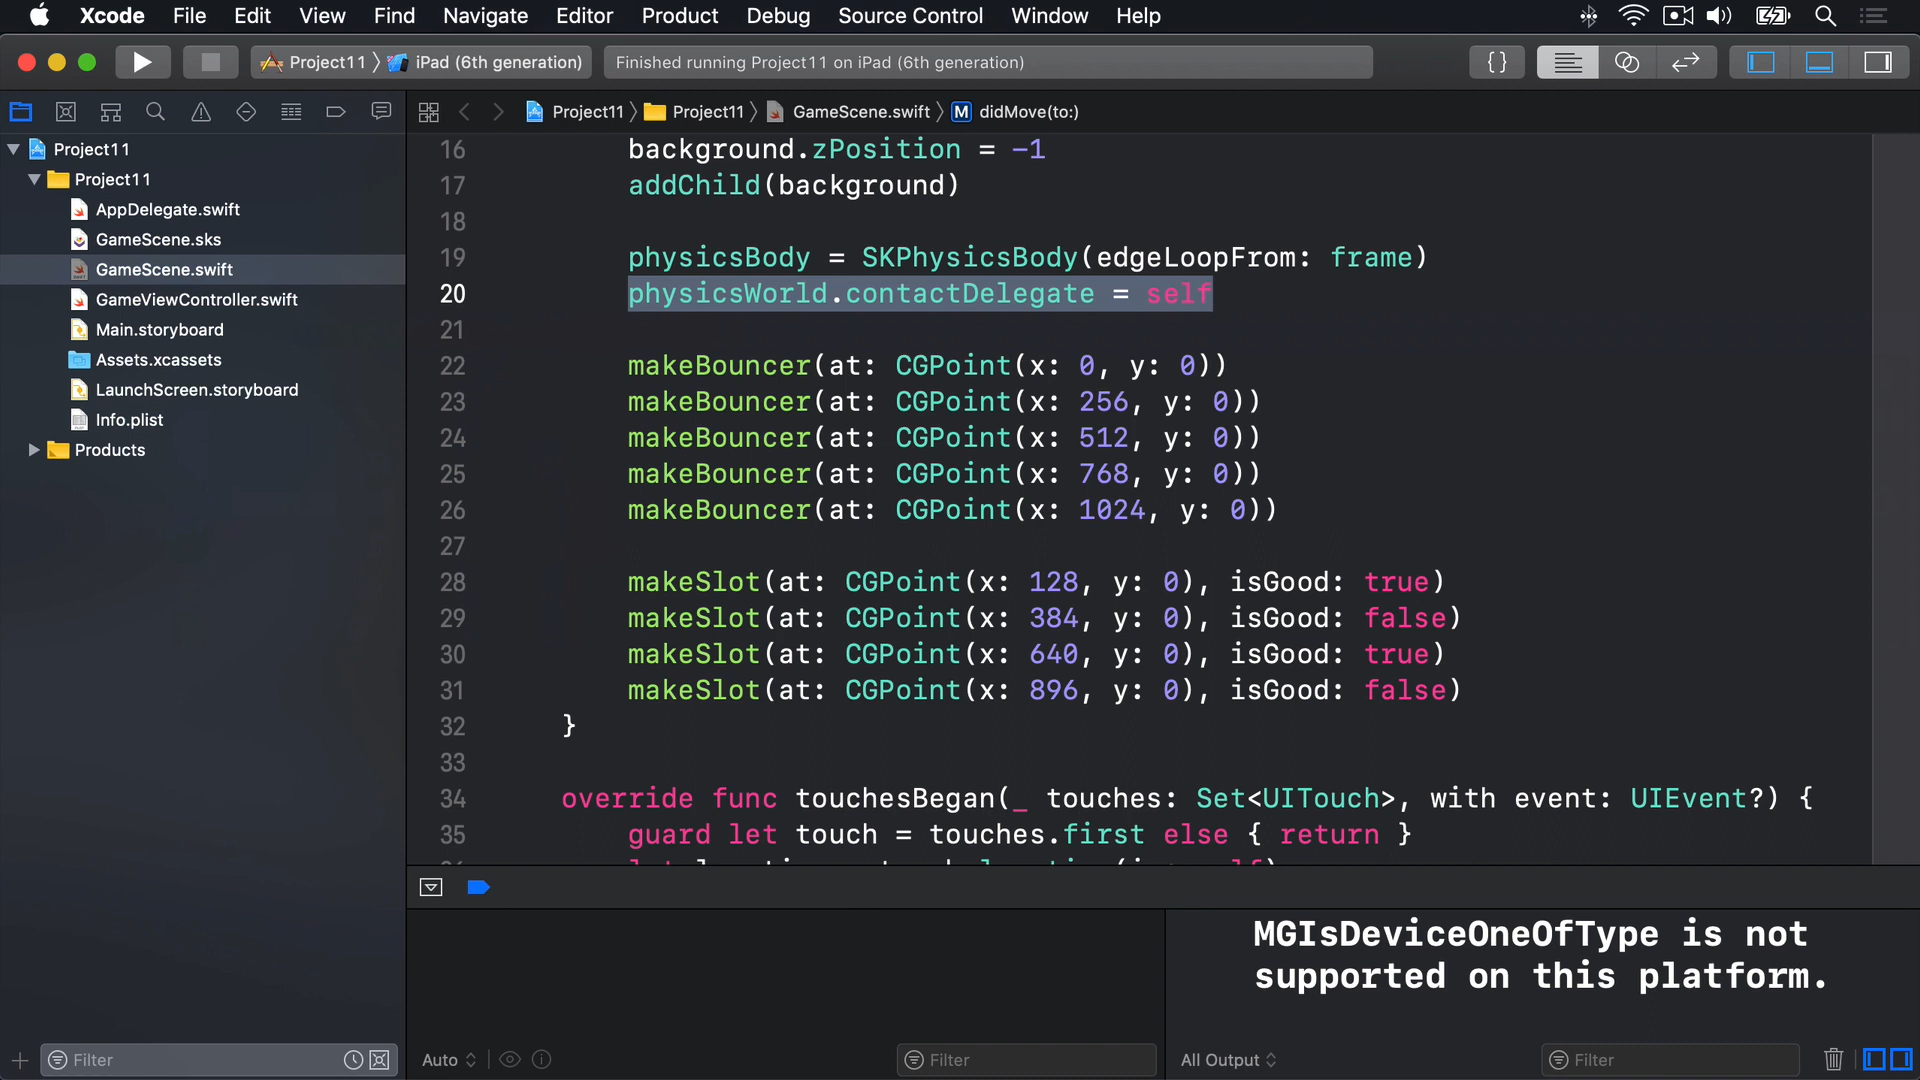 Xcode File Edit View Find Navigate Editor Product Debug Source Control Window Help
Project11 〉 iPad (6th generation)
Finished running Project11 on iPad (6th generation)
{}
Project11 〉 Project11 〉 GameScene.swift 〉 M didMove(to:)
Project11
Project11
AppDelegate.swift
GameScene.sks
GameScene.swift
GameViewController.swift
Main.storyboard
Assets.xcassets
LaunchScreen.storyboard
Info.plist
Products
16 background.zPosition = -1
17 addChild(background)
18
19 physicsBody = SKPhysicsBody(edgeLoopFrom: frame)
20 physicsWorld.contactDelegate = self
21
22 makeBouncer(at: CGPoint(x: 0, y: 0))
23 makeBouncer(at: CGPoint(x: 256, y: 0))
24 makeBouncer(at: CGPoint(x: 512, y: 0))
25 makeBouncer(at: CGPoint(x: 768, y: 0))
26 makeBouncer(at: CGPoint(x: 1024, y: 0))
27
28 makeSlot(at: CGPoint(x: 128, y: 0), isGood: true)
29 makeSlot(at: CGPoint(x: 384, y: 0), isGood: false)
30 makeSlot(at: CGPoint(x: 640, y: 0), isGood: true)
31 makeSlot(at: CGPoint(x: 896, y: 0), isGood: false)
32 }
33
34 override func touchesBegan(_ touches: Set<UITouch>, with event: UIEvent?) {
35 guard let touch = touches.first else { return }
MGIsDeviceOneOfType is not
supported on this platform.
Filter
Auto
Filter
All Output
Filter